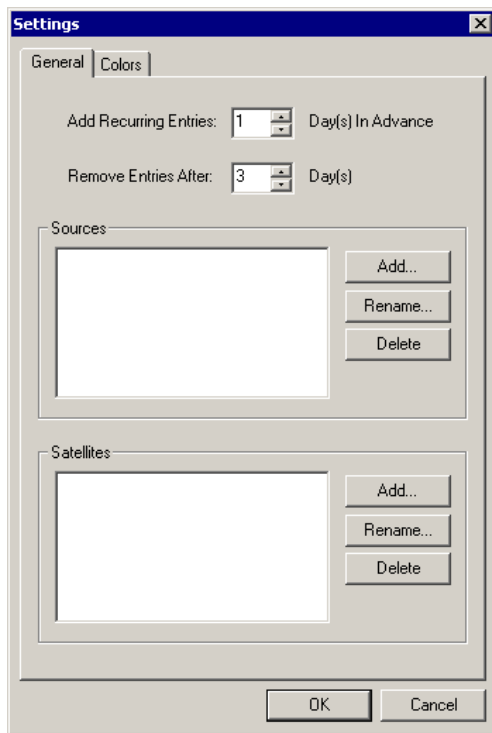 Settings
General Colors
Add Recurring Entries: 1 Day(s) In Advance
Remove Entries After: 3 Day(s)
Sources
Add...
Rename...
Delete
Satellites
Add...
Rename...
Delete
OK Cancel